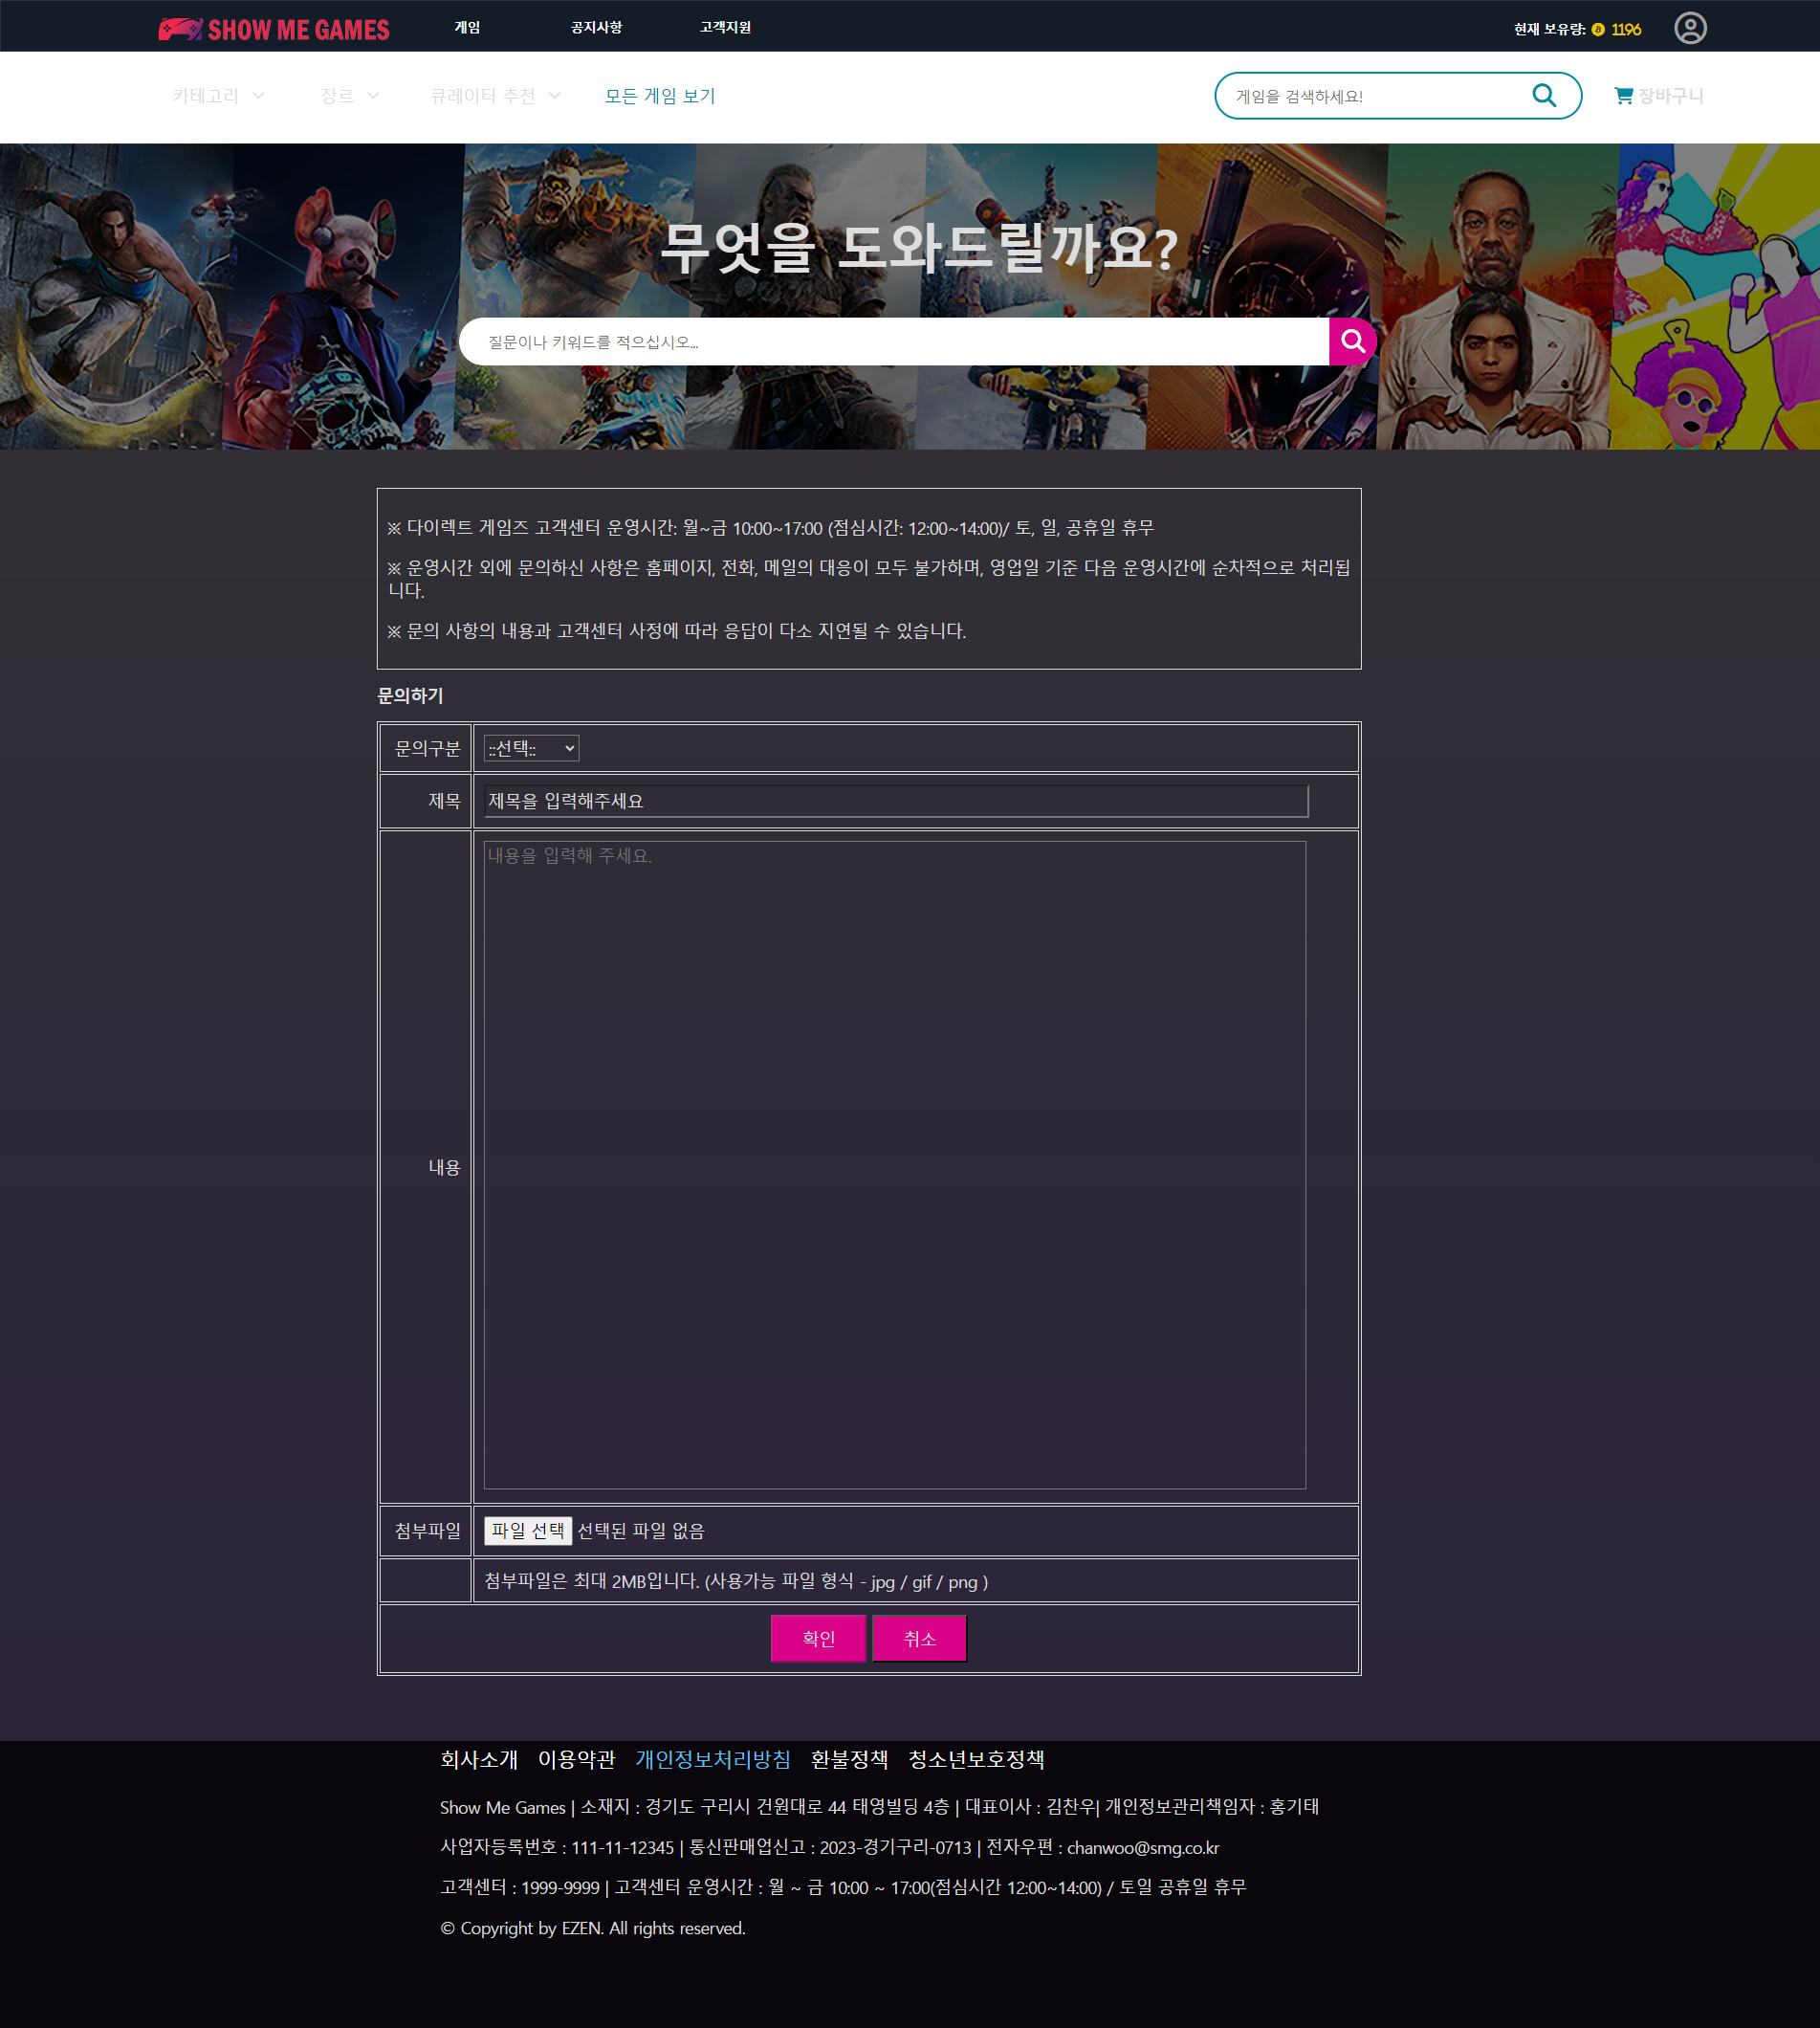 SHOW ME GAMES 게임 공지사항 고객지원 현재 보유량: 1196
카테고리 장르 큐레이터 추천 모든 게임 보기 게임을 검색하세요! 장바구니
무엇을 도와드릴까요?
질문이나 키워드를 적으십시오...
※ 다이렉트 게임즈 고객센터 운영시간: 월~금 10:00~17:00 (점심시간: 12:00~14:00)/ 토, 일, 공휴일 휴무
※ 운영시간 외에 문의하신 사항은 홈페이지, 전화, 메일의 대응이 모두 불가하며, 영업일 기준 다음 운영시간에 순차적으로 처리됩
니다.
※ 문의 사항의 내용과 고객센터 사정에 따라 응답이 다소 지연될 수 있습니다.
문의하기
문의구분 ::선택::
제목 제목을 입력해주세요
내용을 입력해 주세요.
내용
첨부파일 파일 선택 선택된 파일 없음
첨부파일은 최대 2MB입니다. (사용가능 파일 형식 - jpg / gif / png )
확인 취소
회사소개 이용약관 개인정보처리방침 환불정책 청소년보호정책
Show Me Games | 소재지 : 경기도 구리시 건원대로 44 태영빌딩 4층 | 대표이사 : 김찬우| 개인정보관리책임자 : 홍기태
사업자등록번호 : 111-11-12345 | 통신판매업신고 : 2023-경기구리-0713 | 전자우편 : chanwoo@smg.co.kr
고객센터 : 1999-9999 | 고객센터 운영시간 : 월 ~ 금 10:00 ~ 17:00(점심시간 12:00~14:00) / 토일 공휴일 휴무
© Copyright by EZEN. All rights reserved.